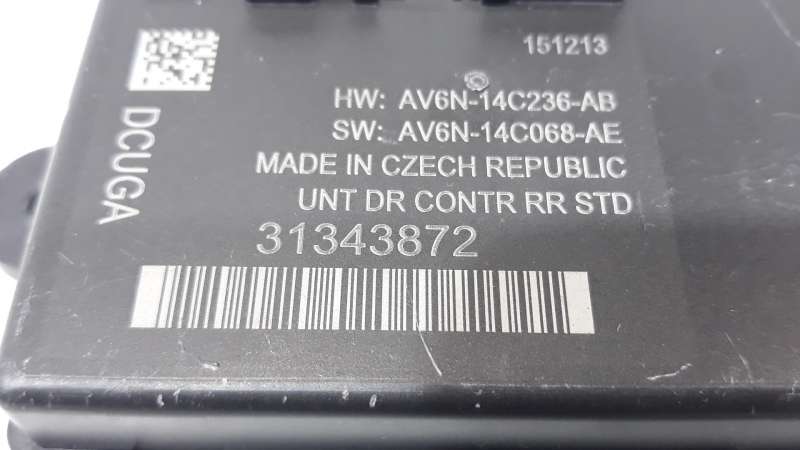 151213
HW: AV6N-14C236-AB
SW: AV6N-14C068-AE
MADE IN CZECH REPUBLIC
UNT DR CONTR RR STD
31343872
DCUGA